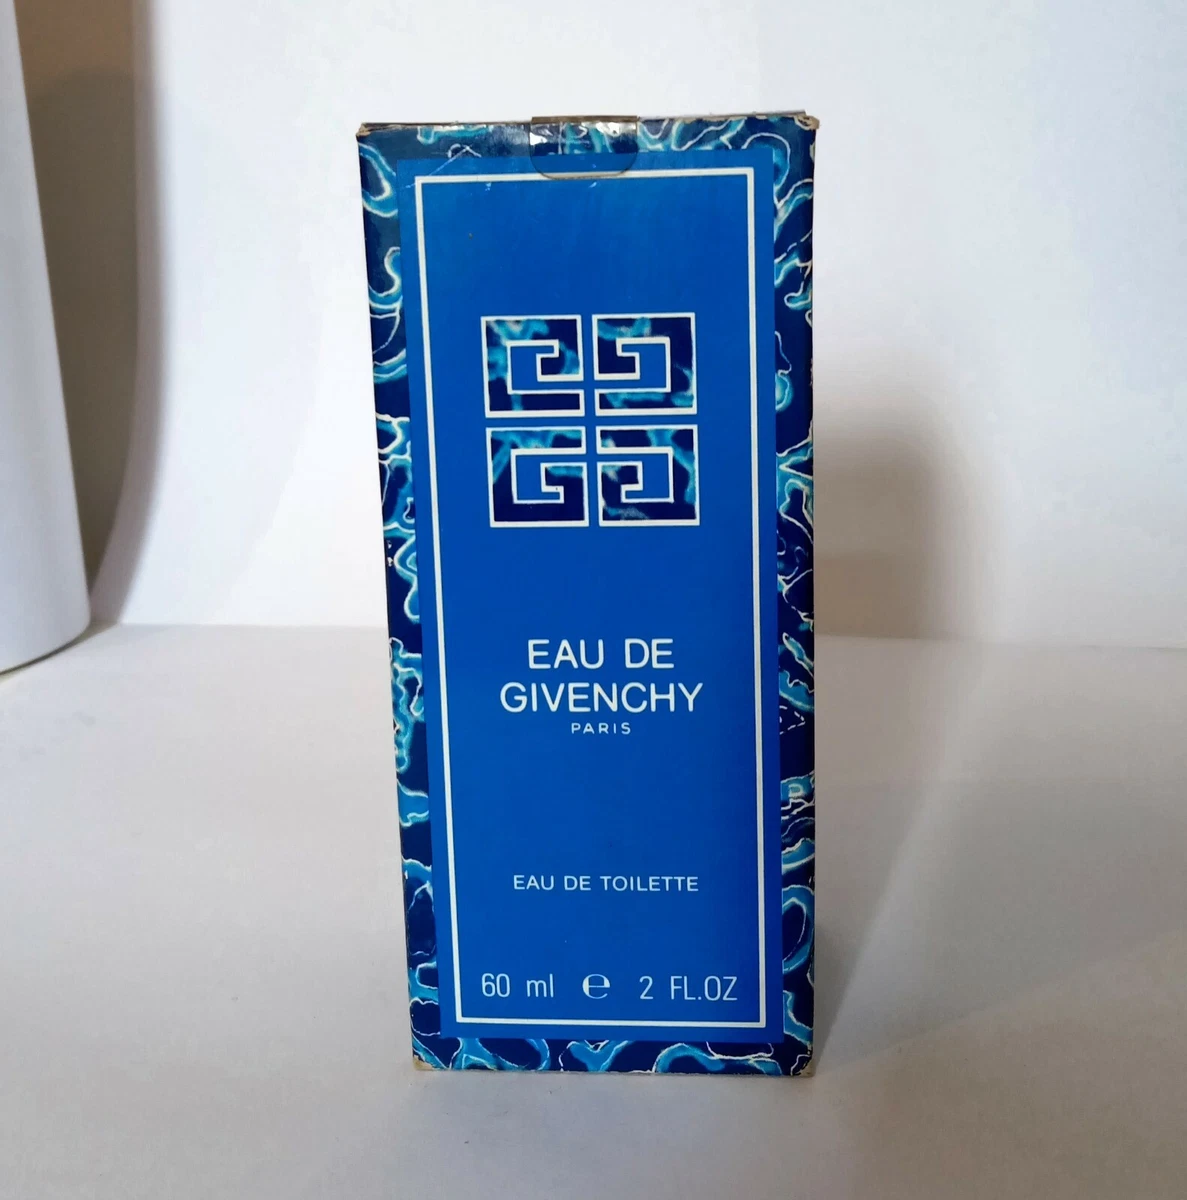 EAU DE
GIVENCHY
PARIS
EAU DE TOILETTE
60 ml ℮ 2 FL.OZ